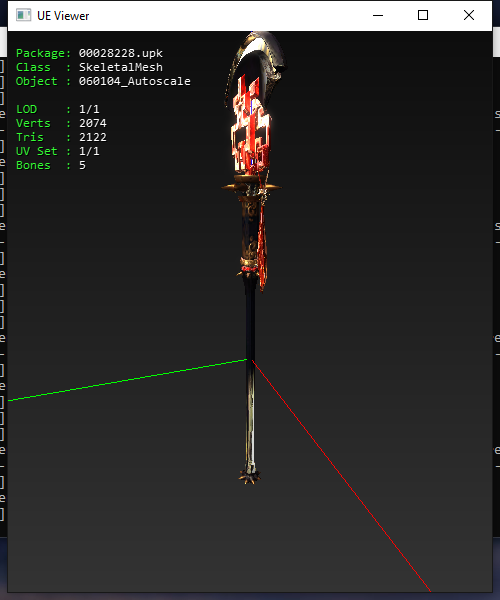 UE Viewer
Package: 00028228.upk
Class  : SkeletalMesh
Object : 060104_Autoscale
LOD    : 1/1
Verts  : 2074
Tris   : 2122
UV Set : 1/1
Bones  : 5